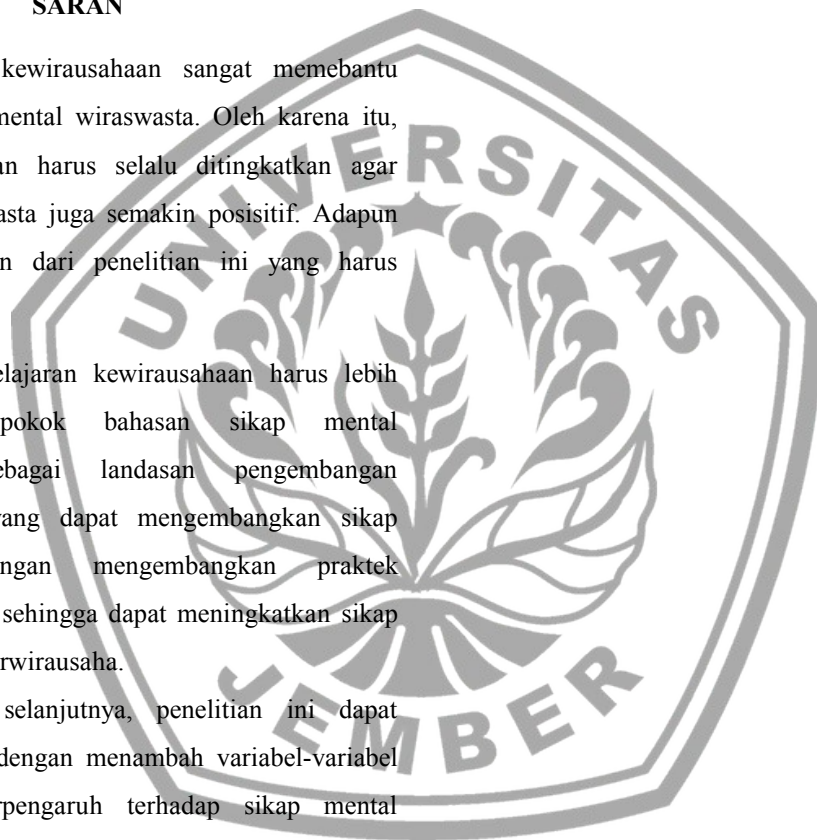 SARAN
kewirausahaan sangat memebantu
mental wiraswasta. Oleh karena itu,
an harus selalu ditingkatkan agar
asta juga semakin posisitif. Adapun
n dari penelitian ini yang harus
elajaran kewirausahaan harus lebih
pokok bahasan sikap mental
ebagai landasan pengembangan
yang dapat mengembangkan sikap
ngan mengembangkan praktek
sehingga dapat meningkatkan sikap
rwirausaha.
selanjutnya, penelitian ini dapat
dengan menambah variabel-variabel
rpengaruh terhadap sikap mental
UNIVERSITAS
JEMBER